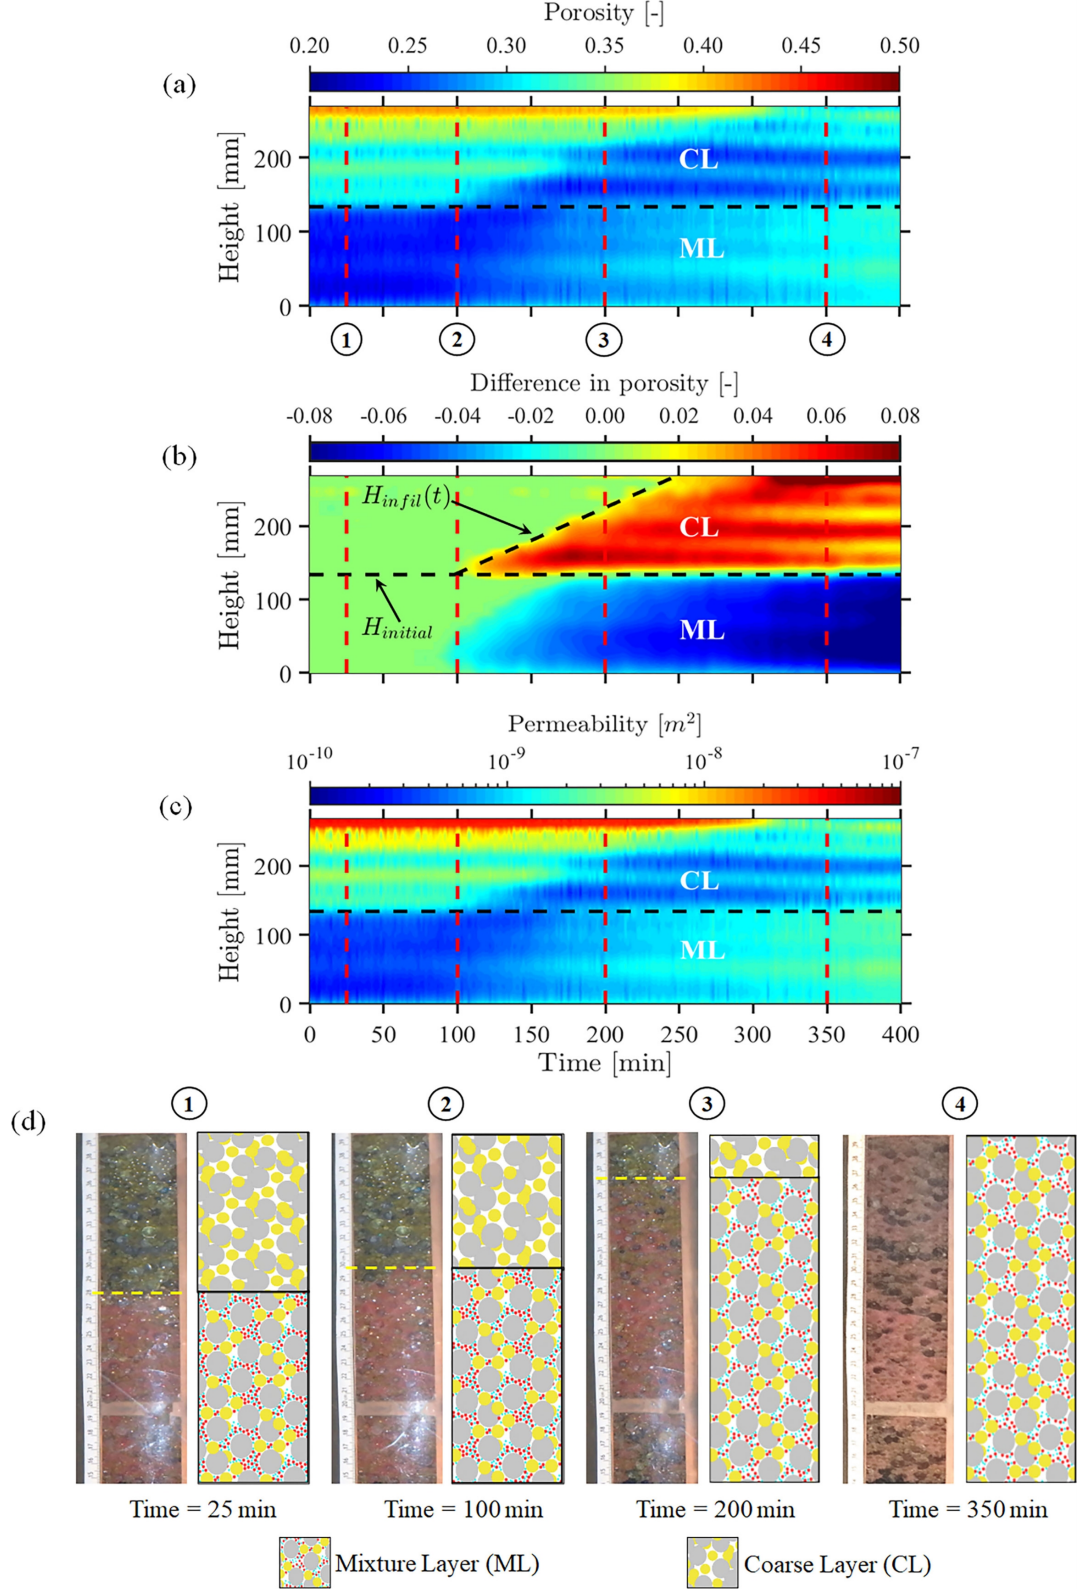 Porosity [-]
0.20 0.25 0.30 0.35 0.40 0.45 0.50
(a)
Height [mm]
200
100
0
CL
ML
1 2 3 4
Difference in porosity [-]
-0.08 -0.06 -0.04 -0.02 0.00 0.02 0.04 0.06 0.08
(b)
Height [mm]
200
100
0
H_infil(t)
H_initial
CL
ML
Permeability [m²]
10⁻¹⁰ 10⁻⁹ 10⁻⁸ 10⁻⁷
(c)
Height [mm]
200
100
0
CL
ML
0 50 100 150 200 250 300 350 400
Time [min]
(d)
1 2 3 4
Time = 25 min Time = 100 min Time = 200 min Time = 350 min
Mixture Layer (ML) Coarse Layer (CL)